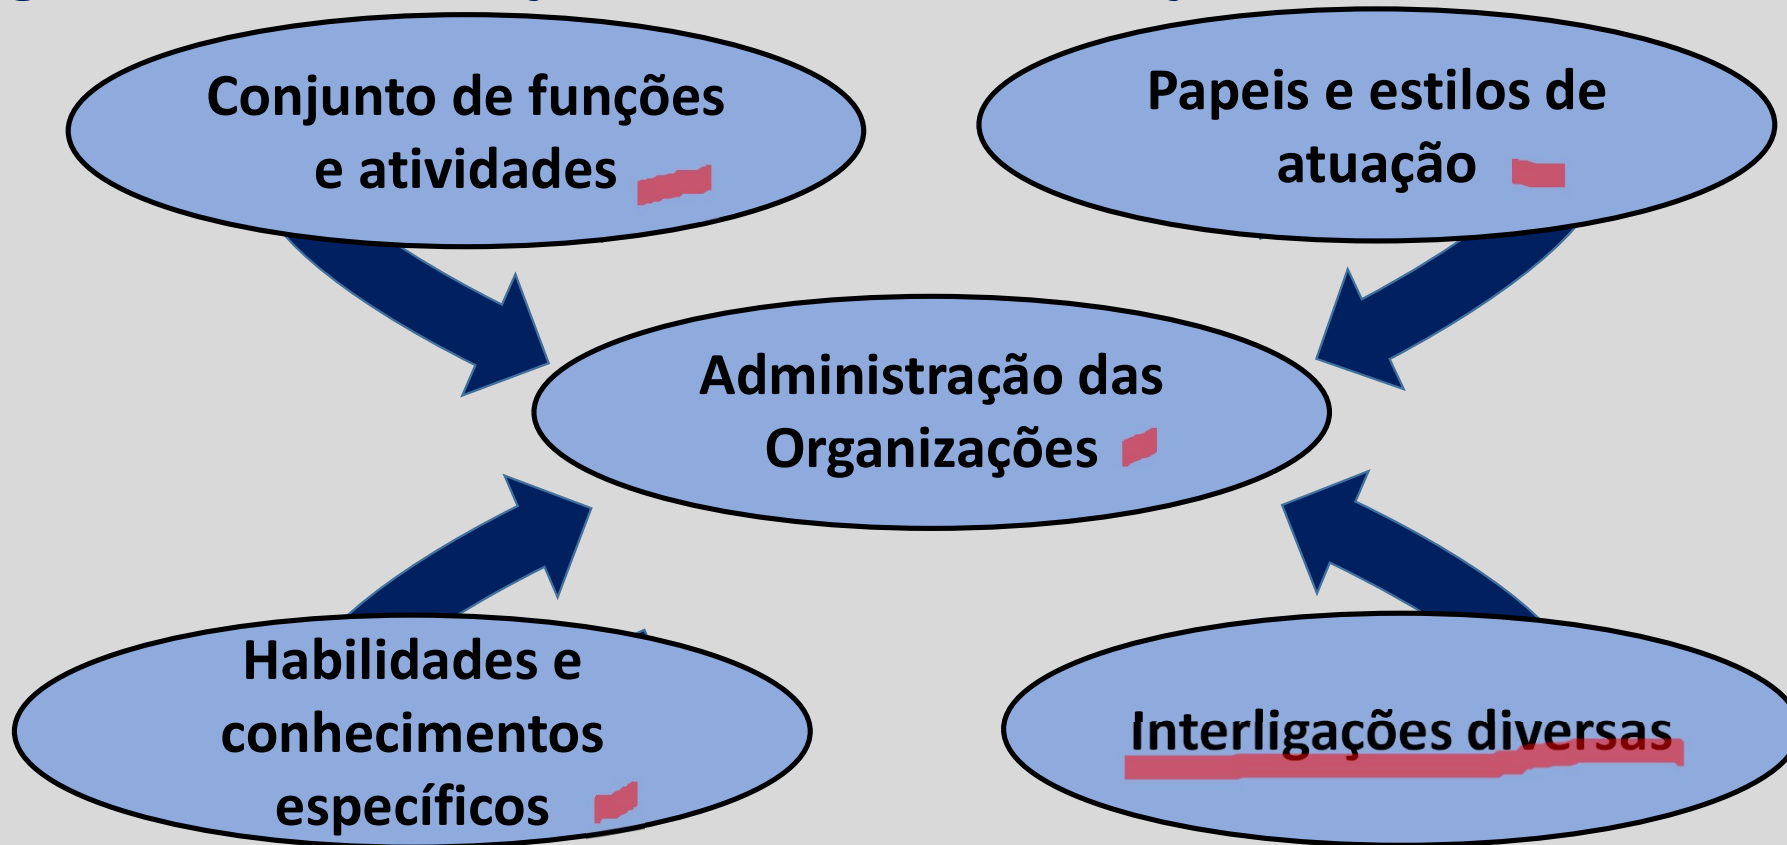 Conjunto de funções
e atividades
Papeis e estilos de
atuação
Administração das
Organizações
Habilidades e
conhecimentos
específicos
Interligações diversas